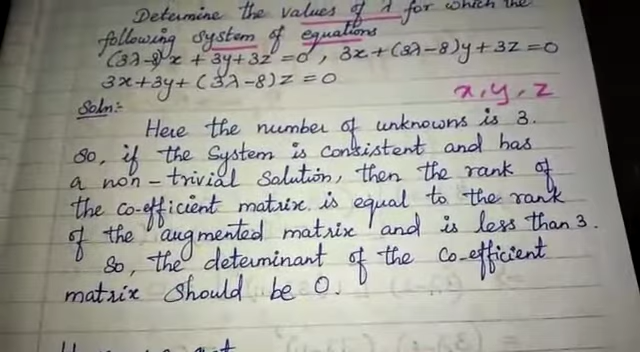 Determine the values of λ for which the
following system of equations
(3λ-8)x + 3y+3z=0, 3x+(3λ-8)y+3z=0
3x+3y+(3λ-8)z=0
x, y, z
Soln:-
Here the number of unknowns is 3.
So, if the system is consistent and has
a non-trivial solution, then the rank of
the co-efficient matrix is equal to the rank
of the augmented matrix and is less than 3.
So, the determinant of the co-efficient
matrix should be 0.